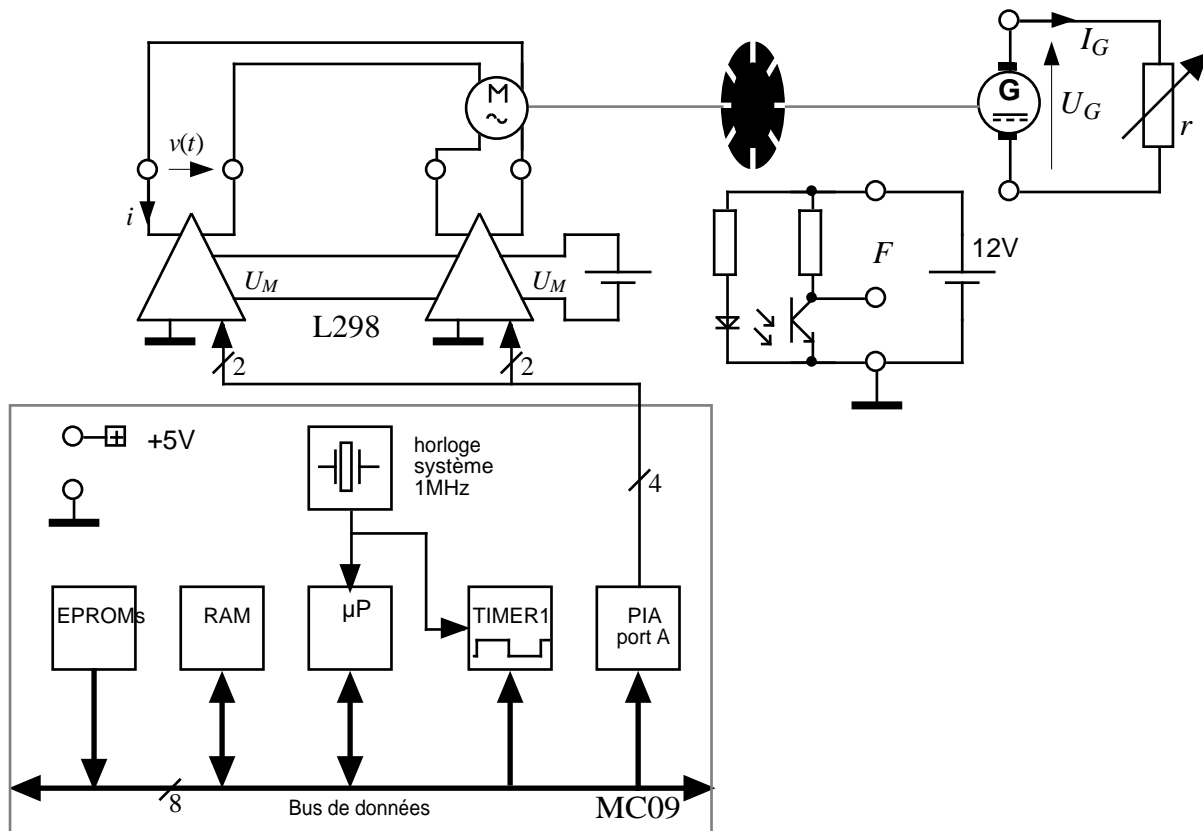 I_G
M
~
G
U_G
r
v(t)
i
U_M
U_M
L298
F
12V
2
2
+5V
horloge
système
1MHz
4
EPROMs
RAM
µP
TIMER1
PIA
port A
8
Bus de données
MC09